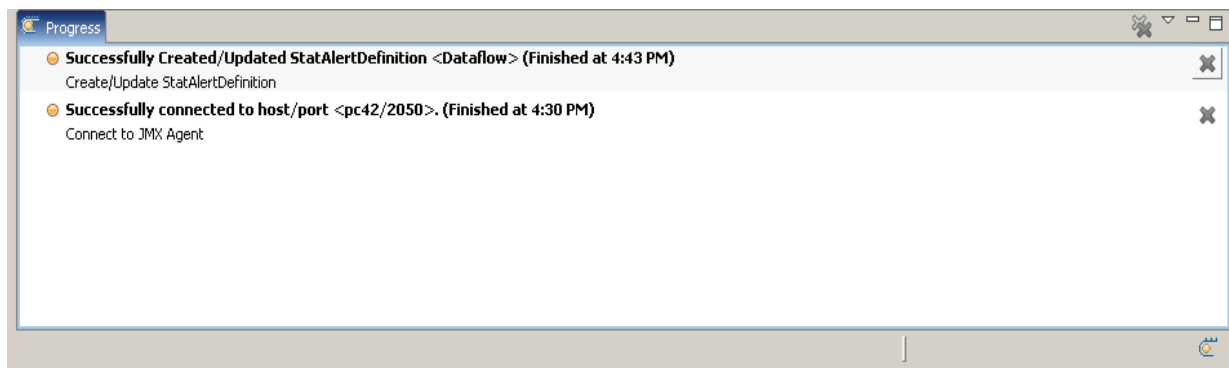 Progress
Successfully Created/Updated StatAlertDefinition <Dataflow> (Finished at 4:43 PM)
Create/Update StatAlertDefinition
Successfully connected to host/port <pc42/2050>. (Finished at 4:30 PM)
Connect to JMX Agent